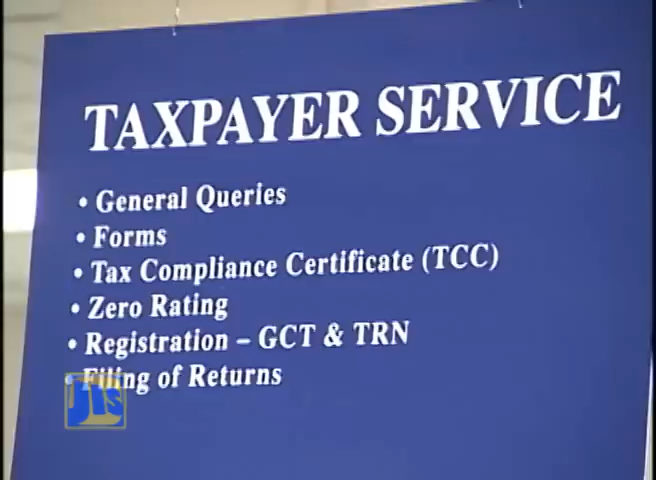 TAXPAYER SERVICE
• General Queries
• Forms
• Tax Compliance Certificate (TCC)
• Zero Rating
• Registration – GCT & TRN
• Filing of Returns
JIS